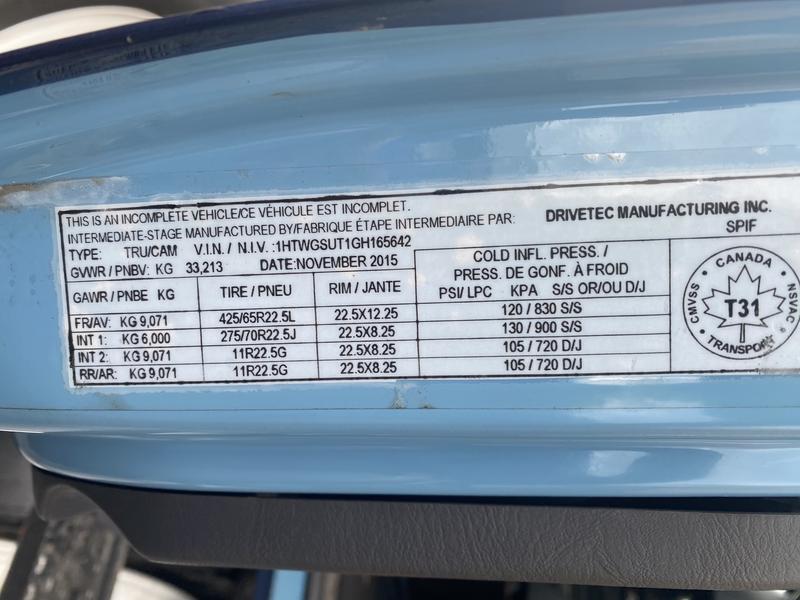 THIS IS AN INCOMPLETE VEHICLE/CE VÉHICULE EST INCOMPLET.
INTERMEDIATE-STAGE MANUFACTURED BY/FABRIQUE ÉTAPE INTERMEDIAIRE PAR: DRIVETEC MANUFACTURING INC.
SPIF
TYPE: TRU/CAM V.I.N./ N.I.V. :1HTWGSUT1GH165642
GVWR / PNBV: KG 33,213 DATE:NOVEMBER 2015
GAWR / PNBE KG TIRE / PNEU RIM / JANTE COLD INFL. PRESS./
PRESS. DE GONF. À FROID
PSI/LPC KPA S/S OR/OU D/J
FR/AV: KG 9,071 425/65R22.5L 22.5X12.25 120 / 830 S/S
INT 1: KG 6,000 275/70R22.5J 22.5X8.25 130 / 900 S/S
INT 2: KG 9,071 11R22.5G 22.5X8.25 105 / 720 D/J
RR/AR: KG 9,071 11R22.5G 22.5X8.25 105 / 720 D/J
CANADA
CMVSS
T31
NSVAC
TRANSPORT